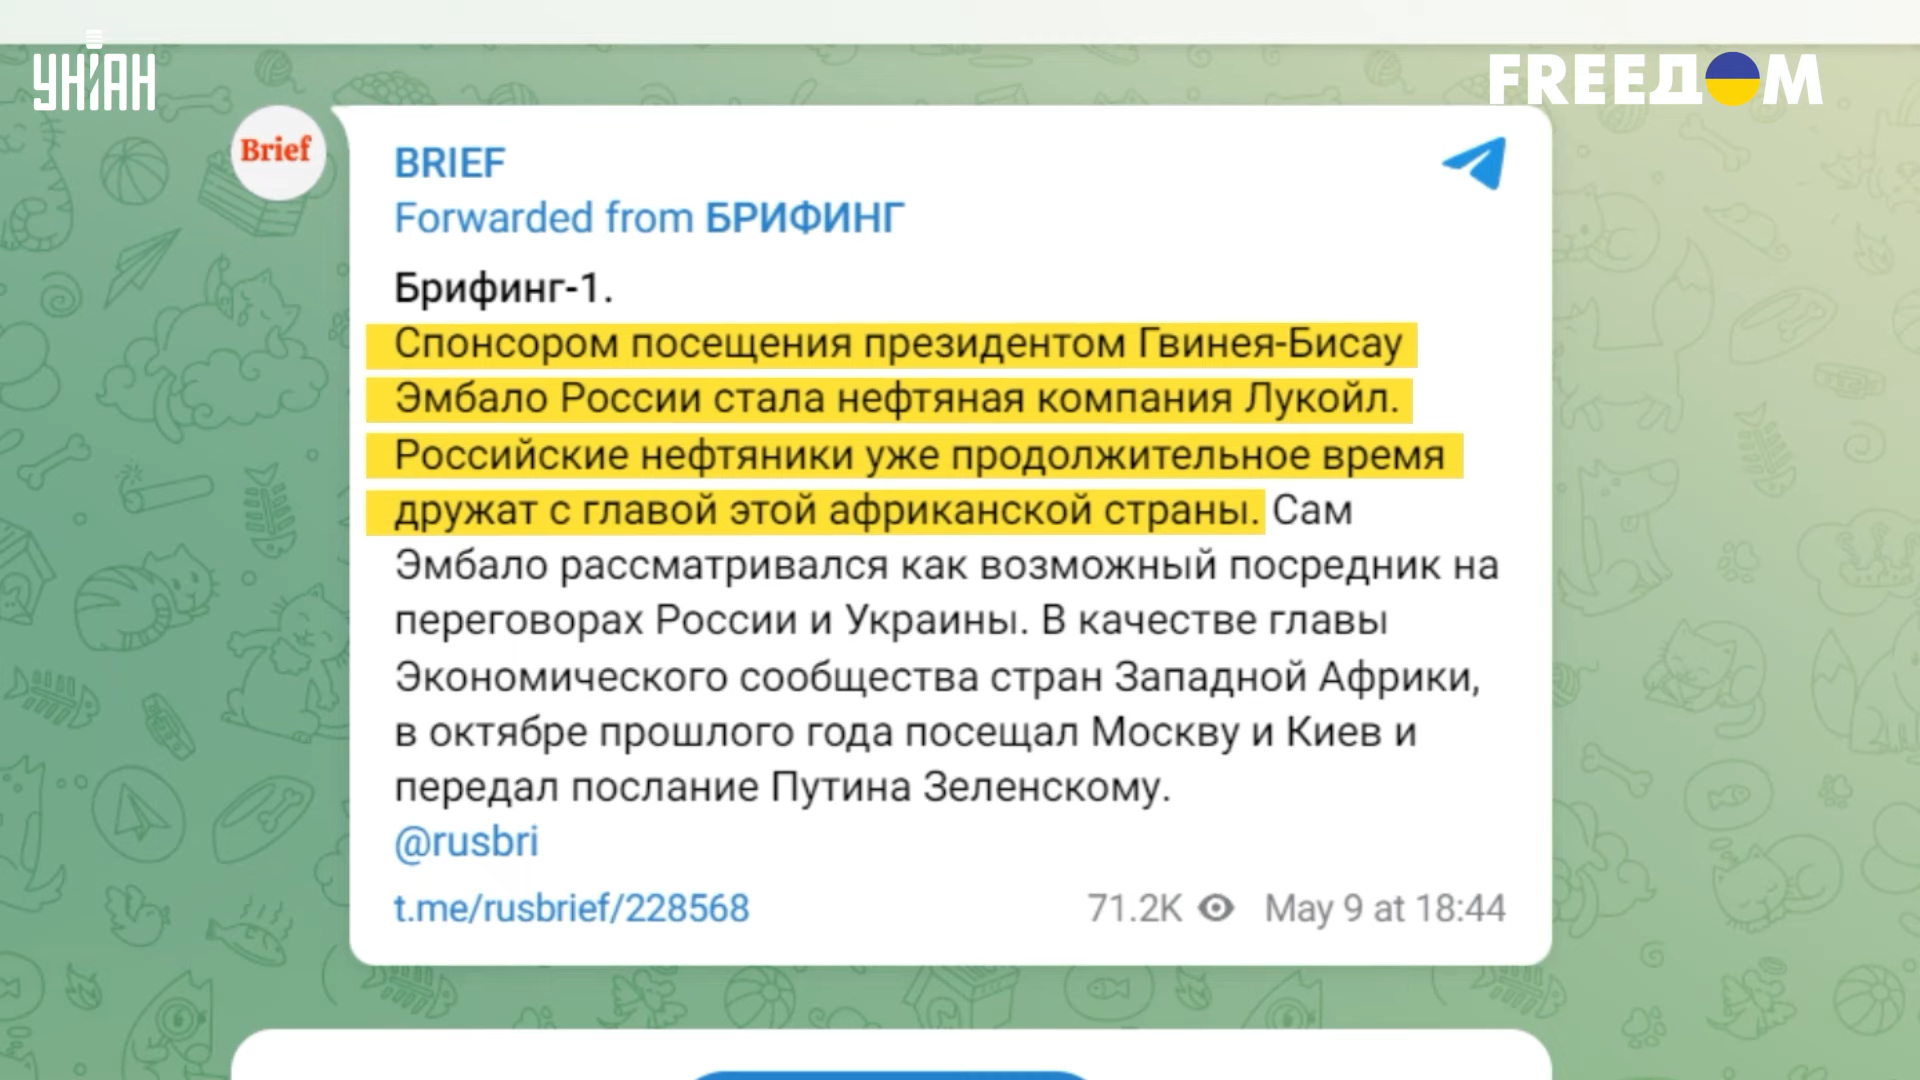 УНІАН
FREEДОМ
Brief
BRIEF
Forwarded from БРИФИНГ
Брифинг-1.
Спонсором посещения президентом Гвинея-Бисау
Эмбало России стала нефтяная компания Лукойл.
Российские нефтяники уже продолжительное время
дружат с главой этой африканской страны. Сам
Эмбало рассматривался как возможный посредник на
переговорах России и Украины. В качестве главы
Экономического сообщества стран Западной Африки,
в октябре прошлого года посещал Москву и Киев и
передал послание Путина Зеленскому.
@rusbri
t.me/rusbrief/228568
71.2K May 9 at 18:44